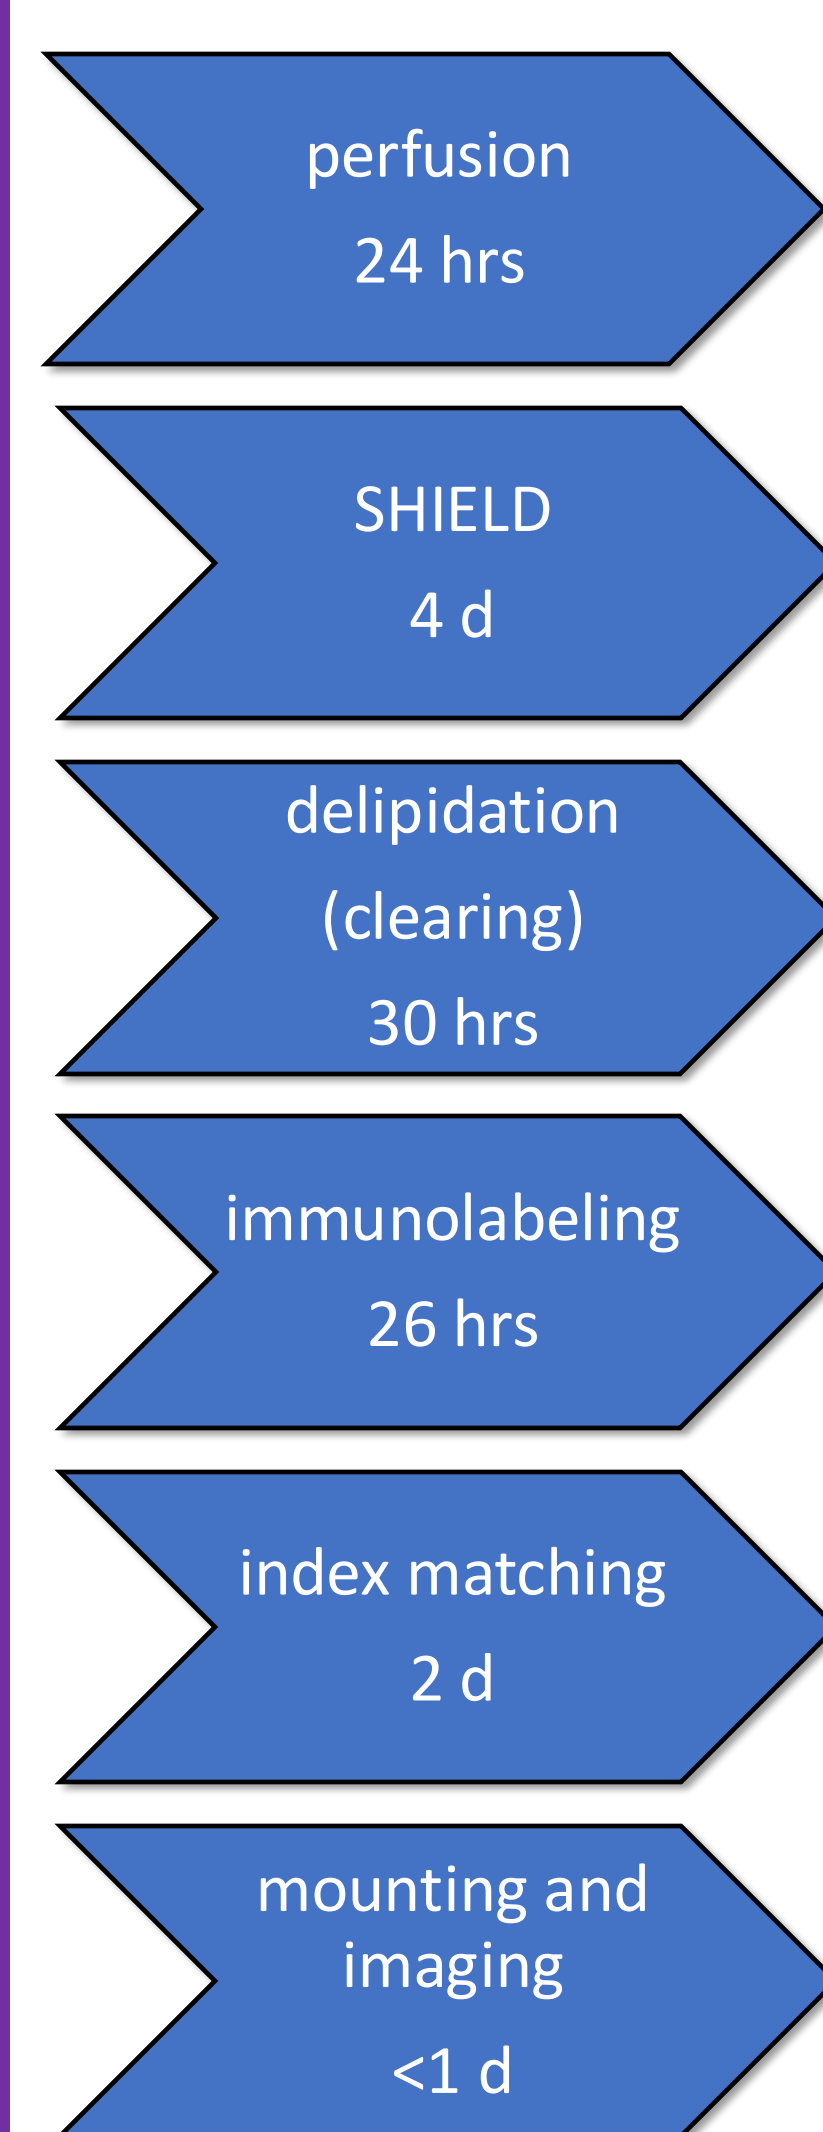 perfusion
24 hrs
SHIELD
4 d
delipidation
(clearing)
30 hrs
immunolabeling
26 hrs
index matching
2 d
mounting and
imaging
<1 d